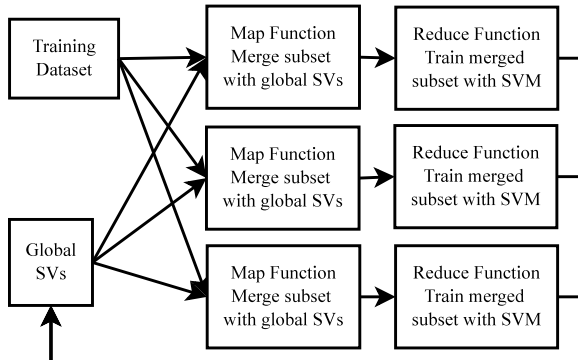 Training
Dataset
Map Function
Merge subset
with global SVs
Reduce Function
Train merged
subset with SVM
Map Function
Merge subset
with global SVs
Reduce Function
Train merged
subset with SVM
Global
SVs
Map Function
Merge subset
with global SVs
Reduce Function
Train merged
subset with SVM